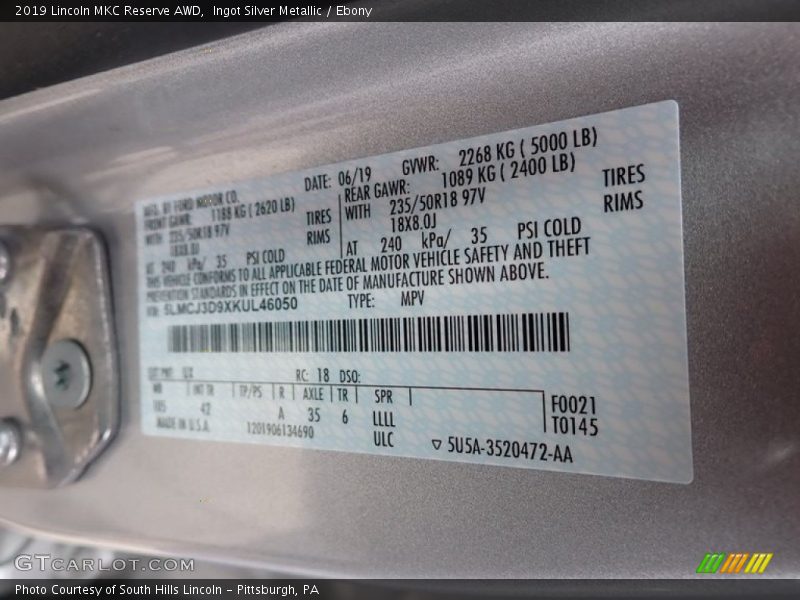 2019 Lincoln MKC Reserve AWD,  Ingot Silver Metallic / Ebony
MFG. BY FORD MOTOR CO.
DATE: 06/19 GVWR: 2268 KG ( 5000 LB)
FRONT GAWR: 1188 KG ( 2620 LB)
REAR GAWR: 1089 KG ( 2400 LB)
WITH 235/50R18 97V TIRES
WITH 235/50R18 97V TIRES
18X8.0J RIMS
18X8.0J RIMS
AT 240 kPa/ 35 PSI COLD
AT 240 kPa/ 35 PSI COLD
THIS VEHICLE CONFORMS TO ALL APPLICABLE FEDERAL MOTOR VEHICLE SAFETY AND THEFT
PREVENTION STANDARDS IN EFFECT ON THE DATE OF MANUFACTURE SHOWN ABOVE.
VIN: 5LMCJ3D9XKUL46050 TYPE: MPV
EXT PNT: UX RC: 18 DSO:
WB INT TR TP/PS R AXLE TR SPR
42 A 35 6 LLLL
F0021
T0145
MADE IN U.S.A. 1201906134690 ULC
▽ 5U5A-3520472-AA
GTCARLOT.COM
Photo Courtesy of South Hills Lincoln – Pittsburgh, PA